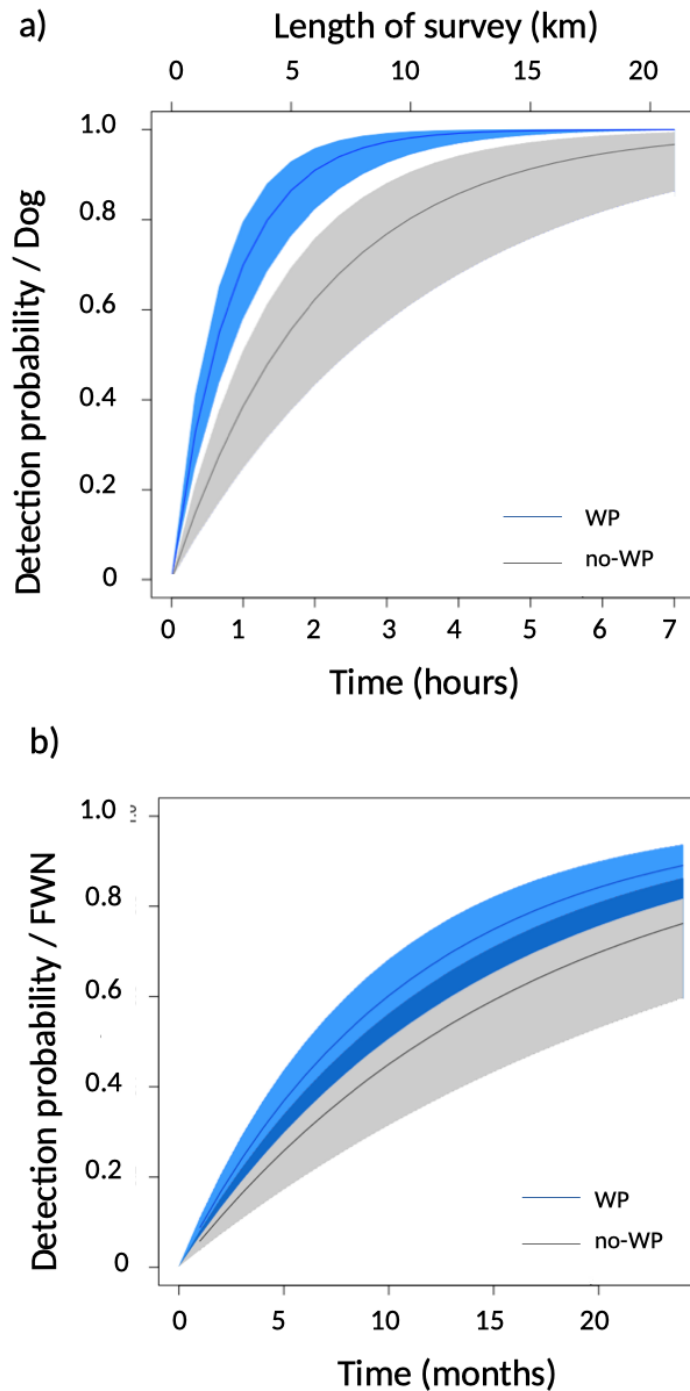 a)
Length of survey (km)
0 5 10 15 20
Detection probability / Dog
1.0
0.8
0.6
0.4
0.2
0
WP
no-WP
0 1 2 3 4 5 6 7
Time (hours)
b)
Detection probability / FWN
1.0
0.8
0.6
0.4
0.2
0
WP
no-WP
0 5 10 15 20
Time (months)